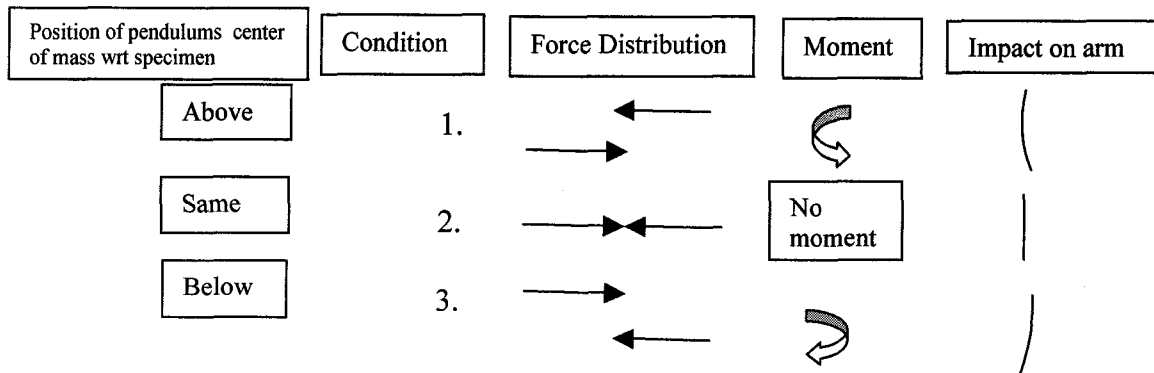 Position of pendulums center
of mass wrt specimen
Condition
Force Distribution
Moment
Impact on arm
Above
1.
Same
2.
No
moment
Below
3.